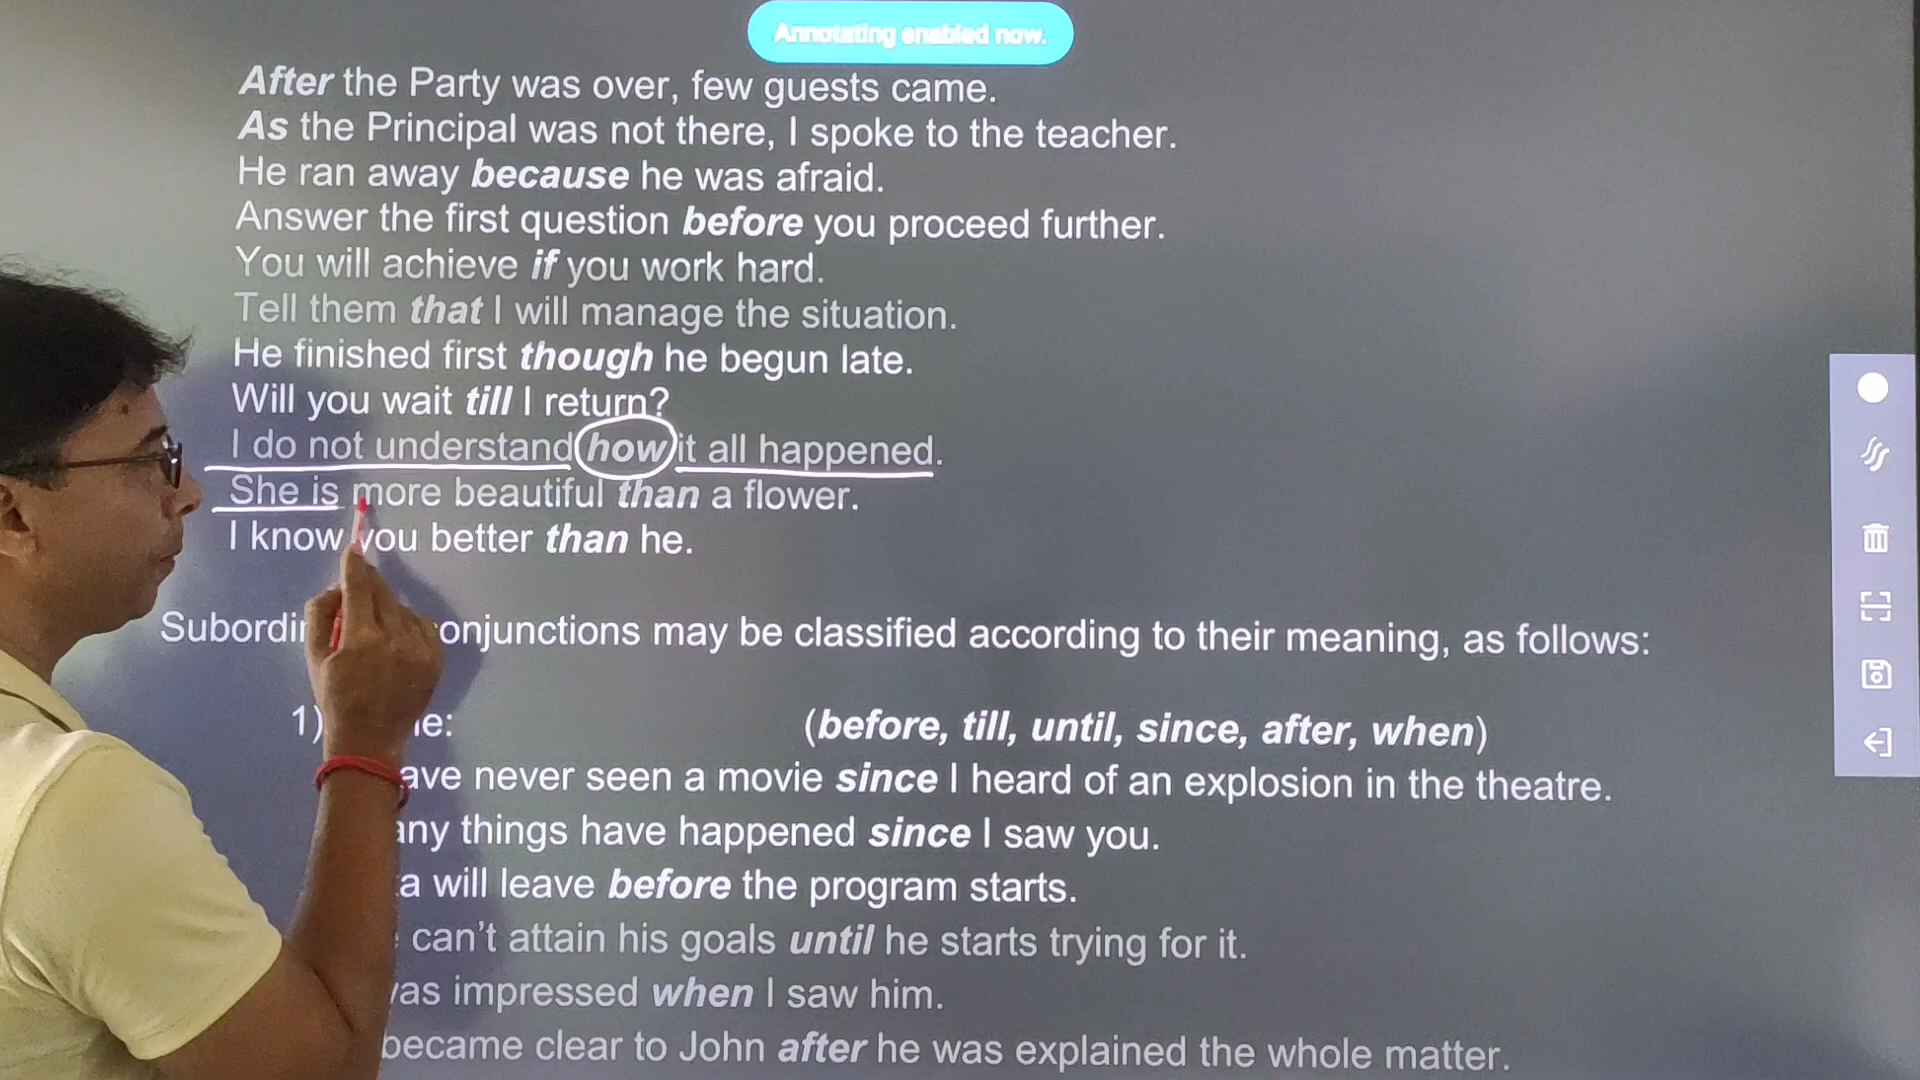 Annotating enabled now.
After the Party was over, few guests came.
As the Principal was not there, I spoke to the teacher.
He ran away because he was afraid.
Answer the first question before you proceed further.
You will achieve if you work hard.
Tell them that I will manage the situation.
He finished first though he begun late.
Will you wait till I return?
I do not understand how it all happened.
She is more beautiful than a flower.
I know you better than he.
Subordin onjunctions may be classified according to their meaning, as follows:
1) e: (before, till, until, since, after, when)
ave never seen a movie since I heard of an explosion in the theatre.
any things have happened since I saw you.
a will leave before the program starts.
can't attain his goals until he starts trying for it.
was impressed when I saw him.
became clear to John after he was explained the whole matter.